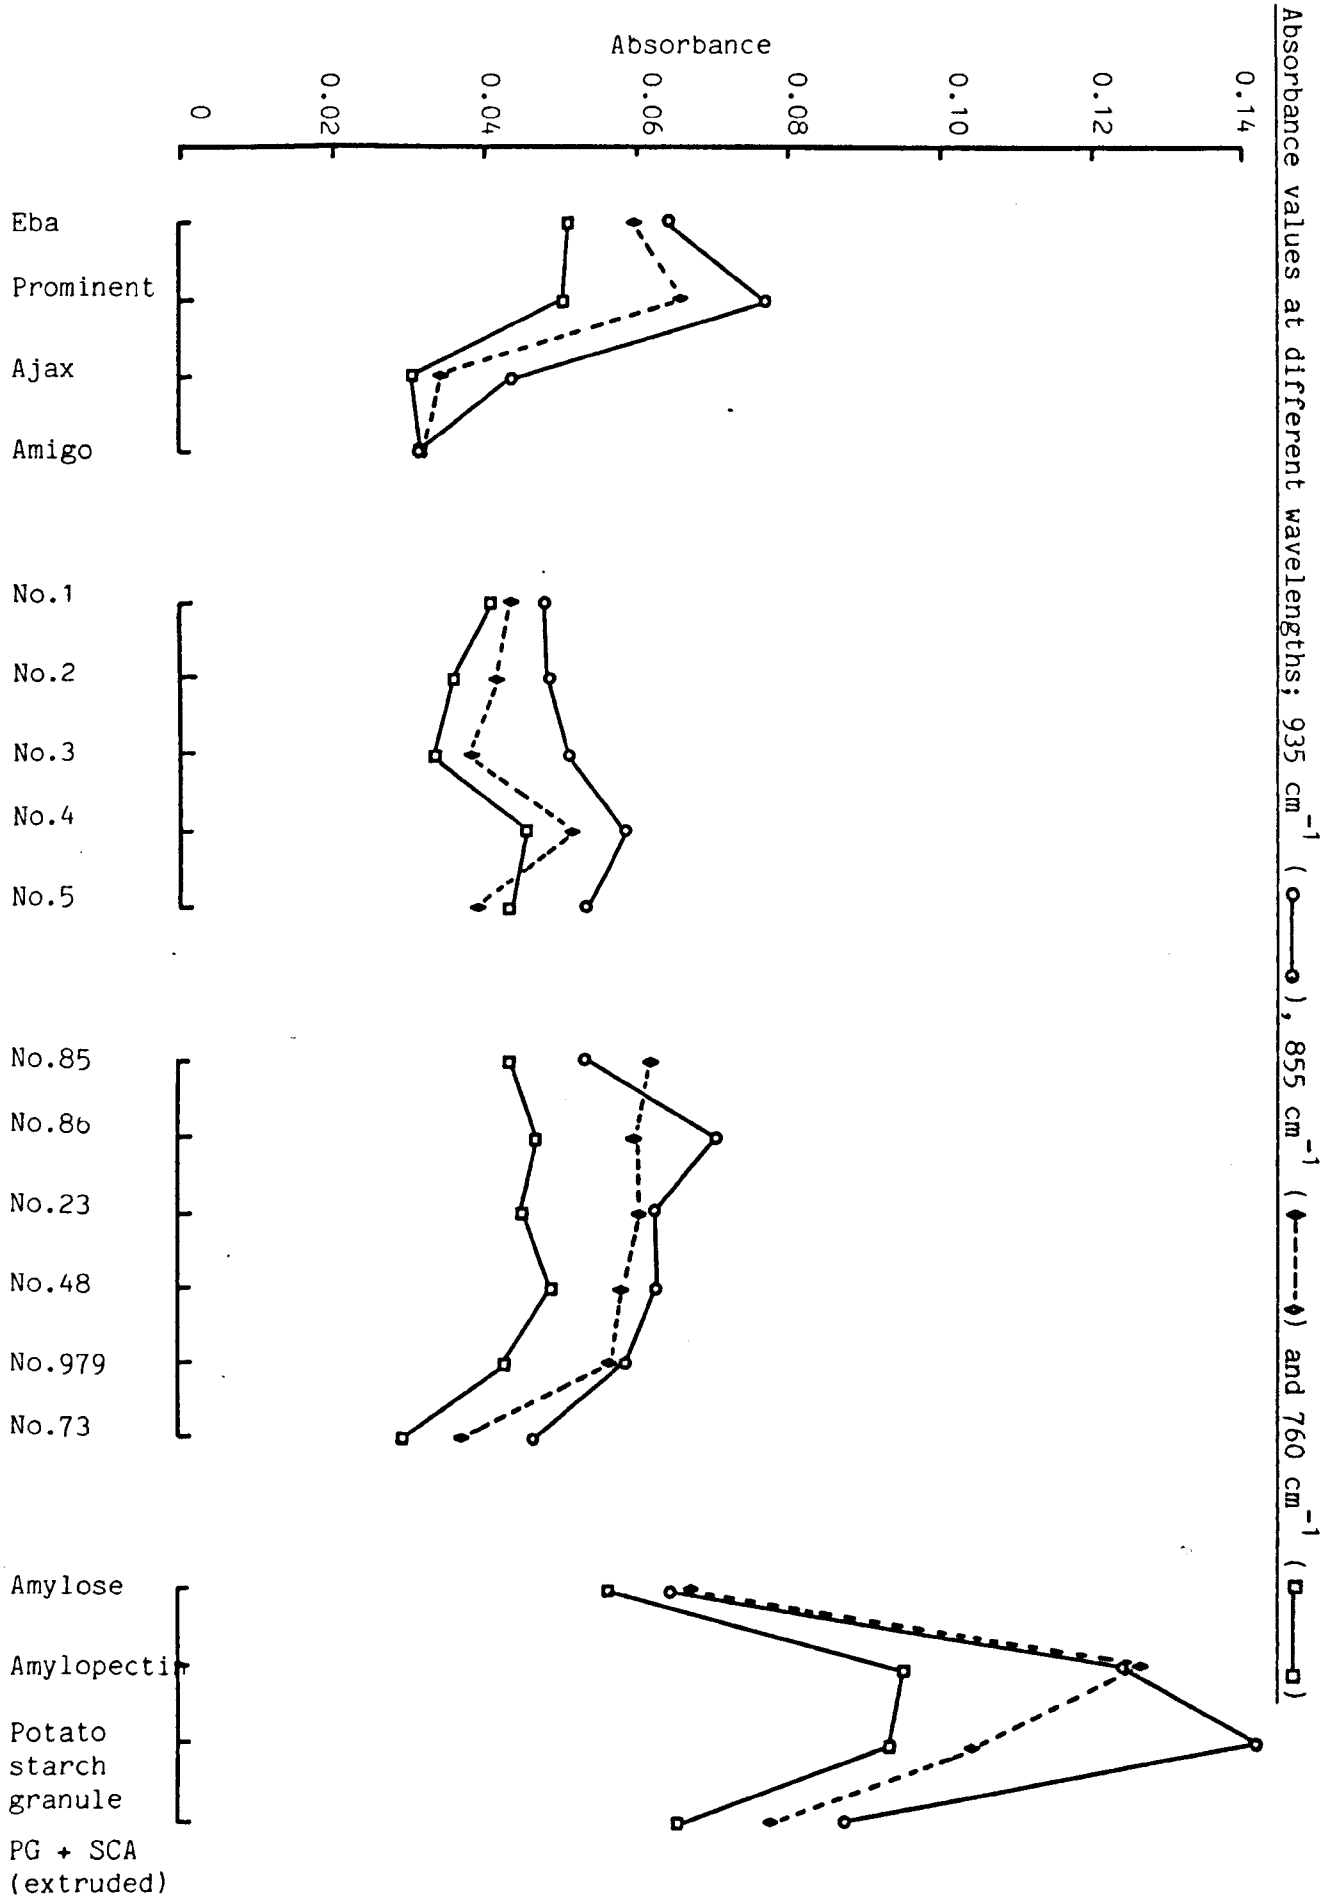 Absorbance values at different wavelengths; 935 cm⁻¹ ( ), 855 cm⁻¹ ( ) and 760 cm⁻¹ ( )
Absorbance
0
0.02
0.04
0.06
0.08
0.10
0.12
0.14
Eba
Prominent
Ajax
Amigo
No.1
No.2
No.3
No.4
No.5
No.85
No.86
No.23
No.48
No.979
No.73
Amylose
Amylopectin
Potato
starch
granule
PG + SCA
(extruded)